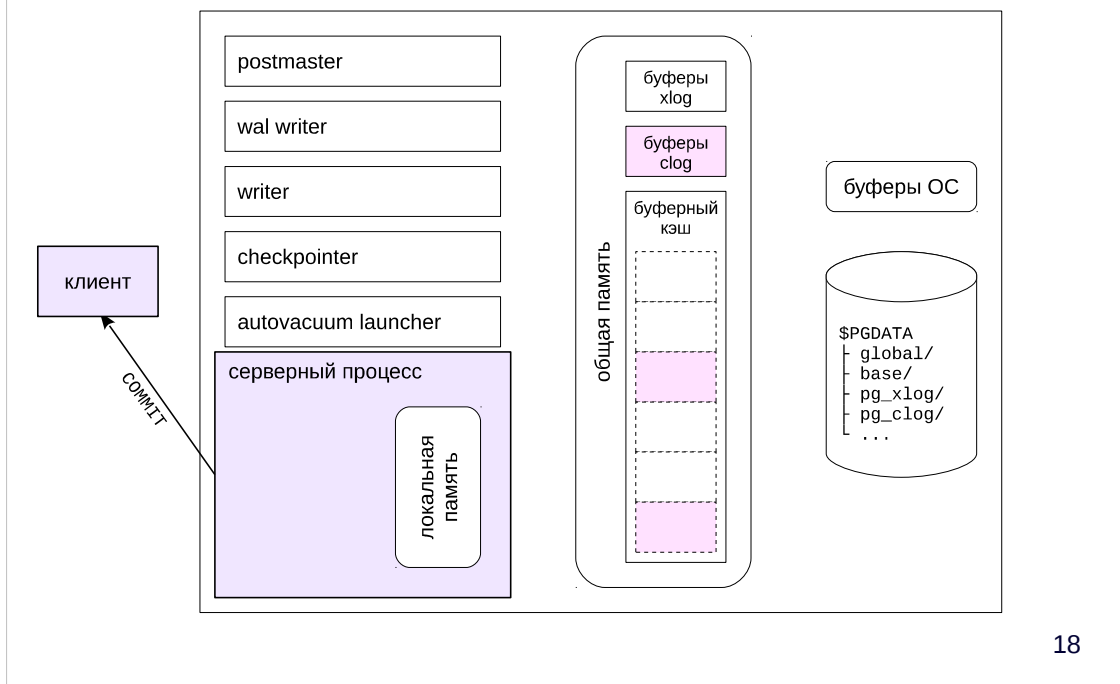 postmaster
wal writer
writer
checkpointer
autovacuum launcher
клиент
COMMIT
серверный процесс
локальная
память
общая память
буферы
xlog
буферы
clog
буферный
кэш
буферы ОС
$PGDATA
├ global/
├ base/
├ pg_xlog/
├ pg_clog/
└ ...
18